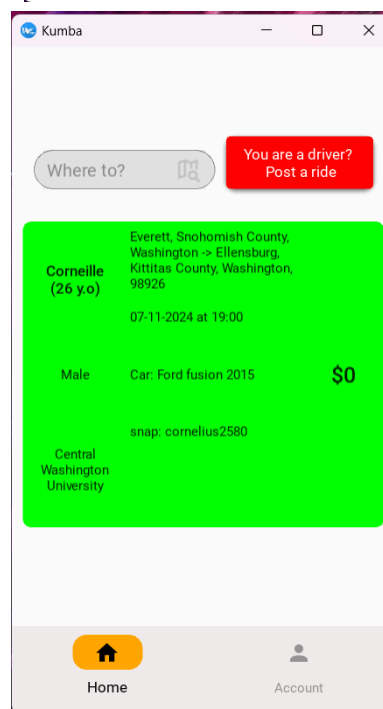 Kumba
Where to?
You are a driver?
Post a ride
Corneille
(26 y.o)
Everett, Snohomish County,
Washington -> Ellensburg,
Kittitas County, Washington,
98926
07-11-2024 at 19:00
Male
Car: Ford fusion 2015
$0
snap: cornelius2580
Central
Washington
University
Home
Account